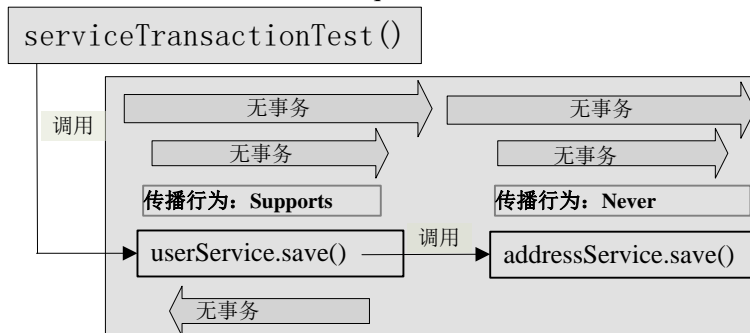 serviceTransactionTest()
无事务
无事务
调用
无事务
无事务
传播行为：Supports
传播行为：Never
userService.save()
调用
addressService.save()
无事务